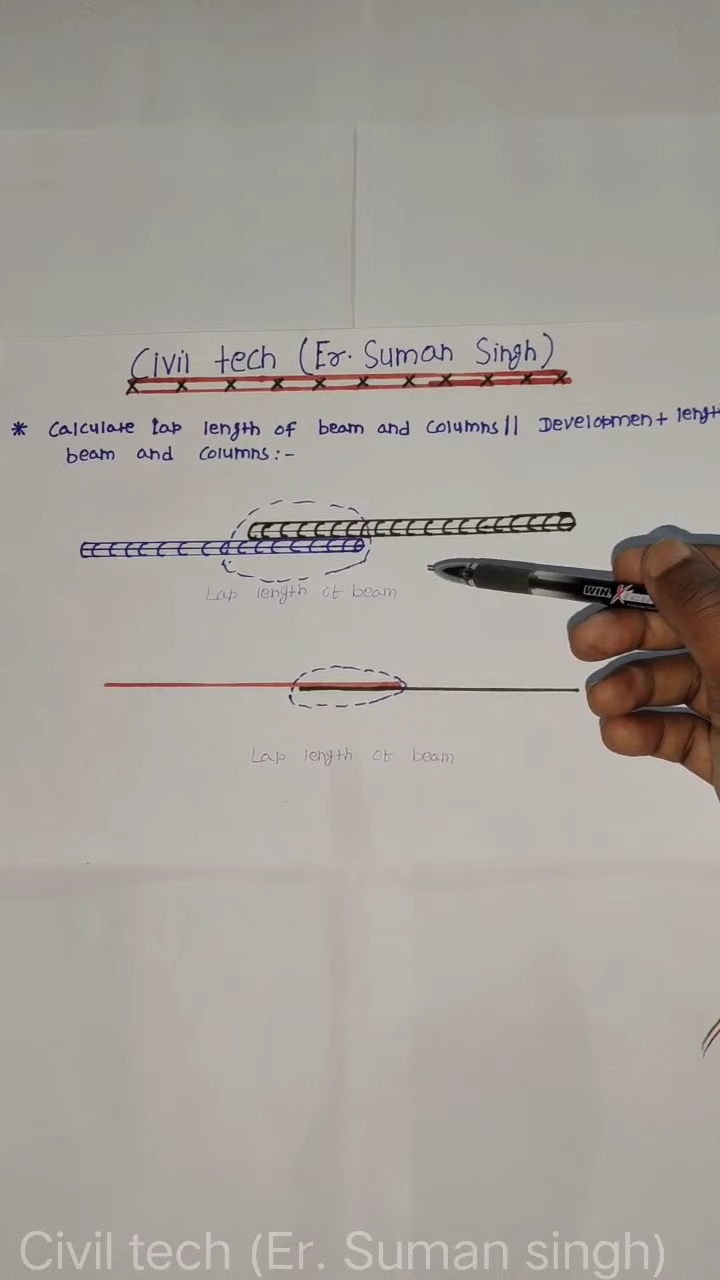 Civil tech (Er. Suman Singh)
* Calculate Lap length of beam and columns || Development length
beam and columns :-
Lap length of beam
WIN
Lap length of beam
Civil tech (Er. Suman singh)